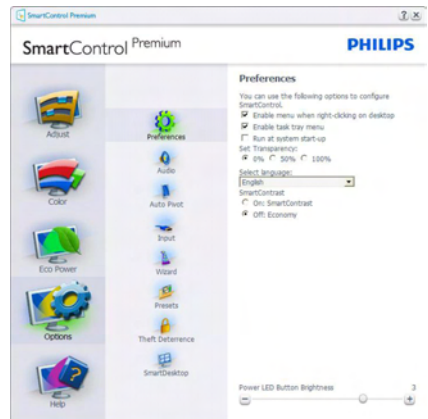 SmartControl Premium
SmartControl Premium
PHILIPS
Adjust
Color
Eco Power
Options
Help
Preferences
Audio
Auto Pivot
Input
Wizard
Presets
Theft Deterrence
SmartDesktop
Preferences
You can use the following options to configure
SmartControl.
Enable menu when right-clicking on desktop
Enable task tray menu
Run at system start-up
Set Transparency:
0% 50% 100%
Select language:
English
SmartContrast
On: SmartContrast
Off: Economy
Power LED Button Brightness 3